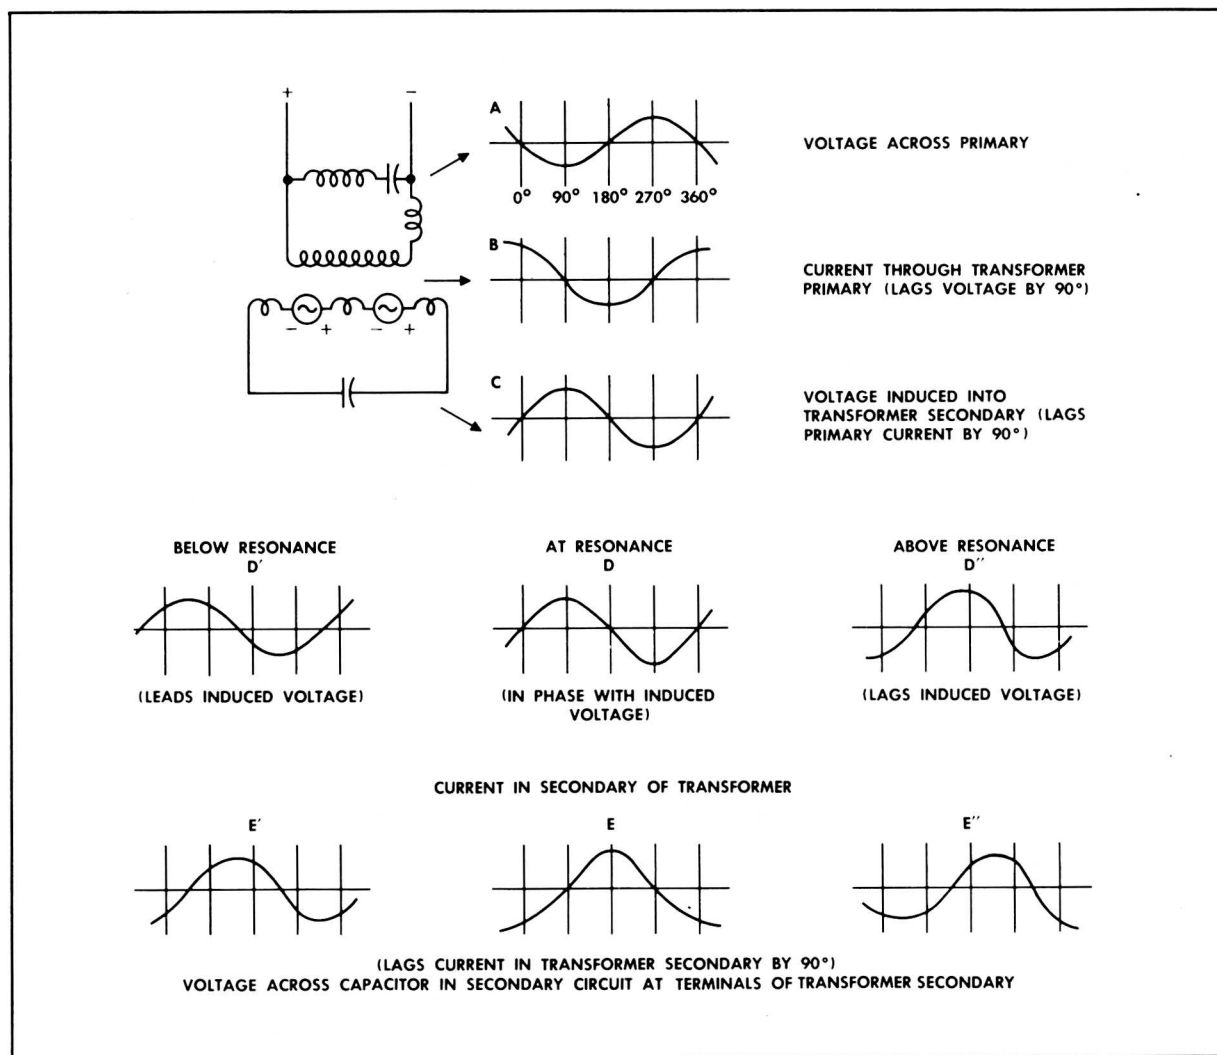 + −
A
VOLTAGE ACROSS PRIMARY
0° 90° 180° 270° 360°
B
CURRENT THROUGH TRANSFORMER
PRIMARY (LAGS VOLTAGE BY 90°)
− + − +
C
VOLTAGE INDUCED INTO
TRANSFORMER SECONDARY (LAGS
PRIMARY CURRENT BY 90°)
BELOW RESONANCE
D′
(LEADS INDUCED VOLTAGE)
AT RESONANCE
D
(IN PHASE WITH INDUCED
VOLTAGE)
ABOVE RESONANCE
D′′
(LAGS INDUCED VOLTAGE)
CURRENT IN SECONDARY OF TRANSFORMER
E′
E
E′′
(LAGS CURRENT IN TRANSFORMER SECONDARY BY 90°)
VOLTAGE ACROSS CAPACITOR IN SECONDARY CIRCUIT AT TERMINALS OF TRANSFORMER SECONDARY